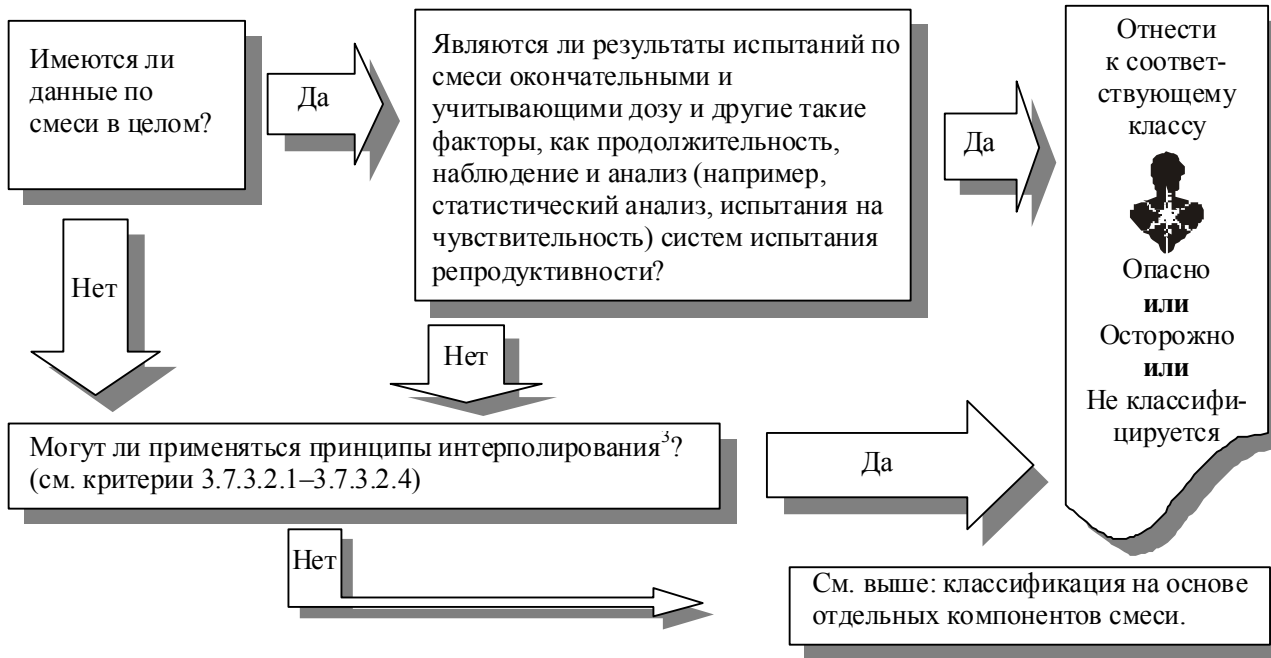 Имеются ли
данные по
смеси в целом?
Да
Являются ли результаты испытаний по
смеси окончательными и
учитывающими дозу и другие такие
факторы, как продолжительность,
наблюдение и анализ (например,
статистический анализ, испытания на
чувствительность) систем испытания
репродуктивности?
Да
Отнести
к соответ-
ствующему
классу
Опасно
или
Осторожно
или
Не классифи-
цируется
Нет
Нет
Могут ли применяться принципы интерполирования³?
(см. критерии 3.7.3.2.1–3.7.3.2.4)
Да
Нет
См. выше: классификация на основе
отдельных компонентов смеси.